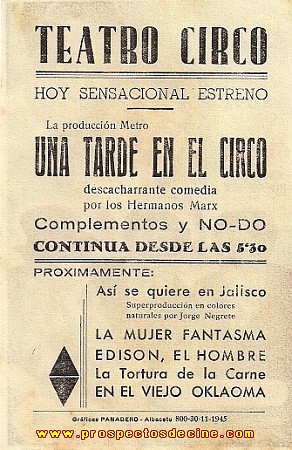 TEATRO CIRCO
HOY SENSACIONAL ESTRENO
La producción Metro
UNA TARDE EN EL CIRCO
descacharrante comedia
por los Hermanos Marx
Complementos y NO-DO
CONTINUA DESDE LAS 5'30
PROXIMAMENTE:
Así se quiere en Jalisco
Superproducción en colores
naturales por Jorge Negrete
LA MUJER FANTASMA
EDISON, EL HOMBRE
La Tortura de la Carne
EN EL VIEJO OKLAOMA
Gráficas PANADERO - Albacete 800-30-11-1945
www.prospectosdecine.com